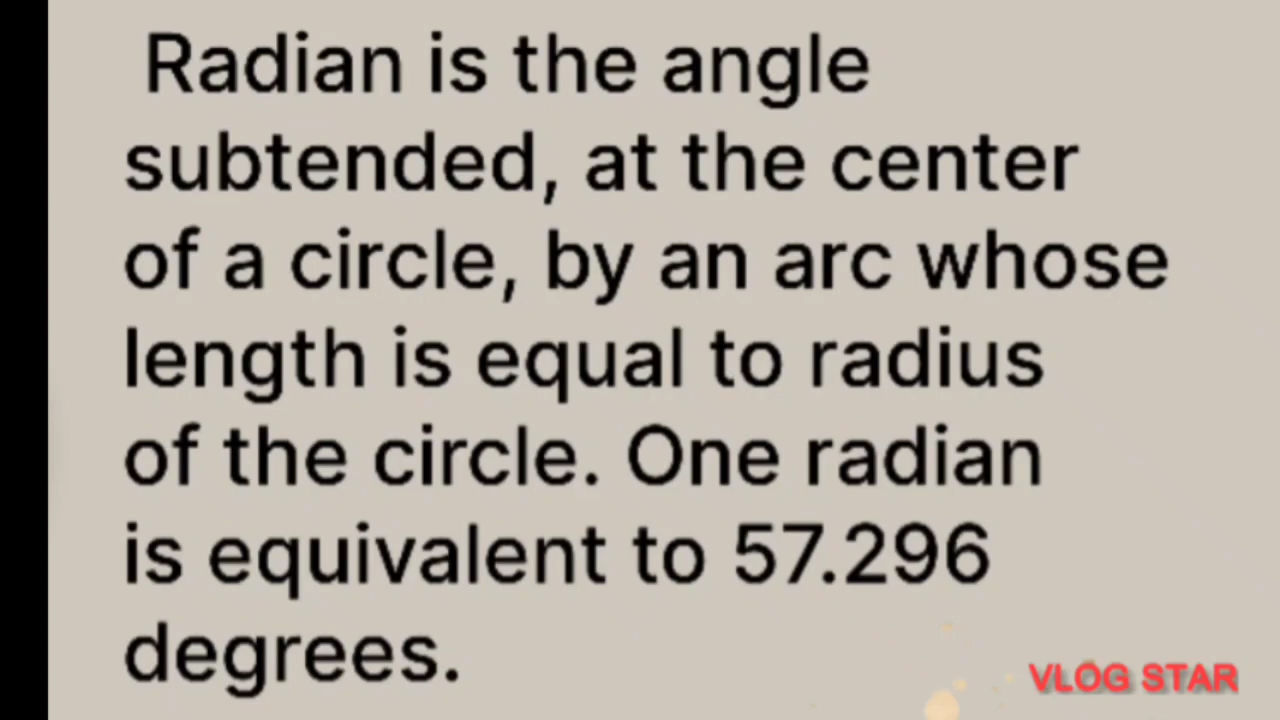 Radian is the angle
subtended, at the center
of a circle, by an arc whose
length is equal to radius
of the circle. One radian
is equivalent to 57.296
degrees.
VLOG STAR